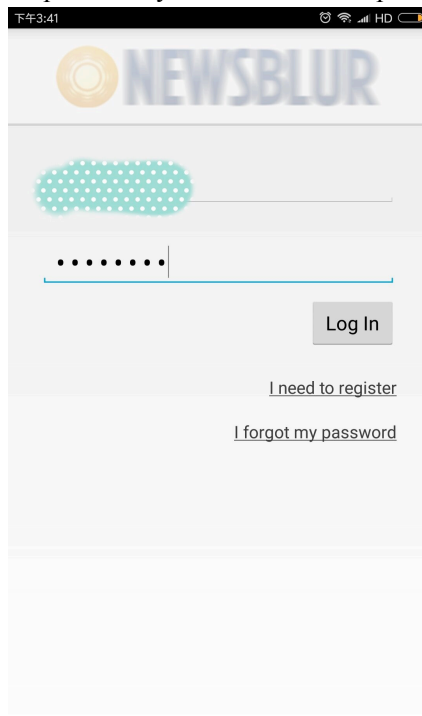 下午3:41 HD
NEWSBLUR
••••••••
Log In
I need to register
I forgot my password